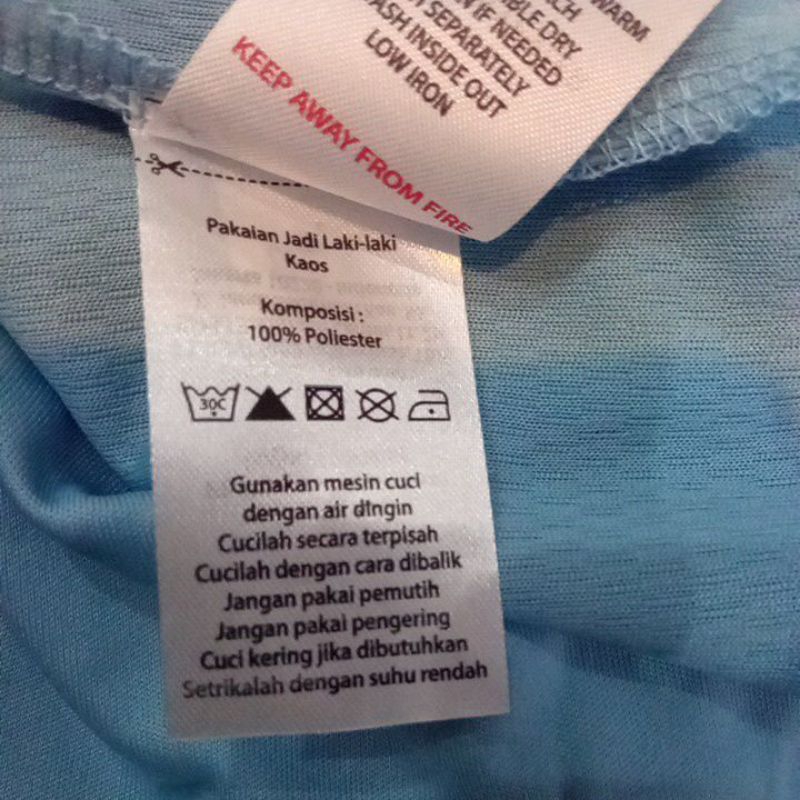 WARM
ACH
BLE DRY
IF NEEDED
SEPARATELY
ASH INSIDE OUT
LOW IRON
KEEP AWAY FROM FIRE
Pakaian Jadi Laki-laki
Kaos
Komposisi :
100% Poliester
30C
Gunakan mesin cuci
dengan air dingin
Cucilah secara terpisah
Cucilah dengan cara dibalik
Jangan pakai pemutih
Jangan pakai pengering
Cuci kering jika dibutuhkan
Setrikalah dengan suhu rendah